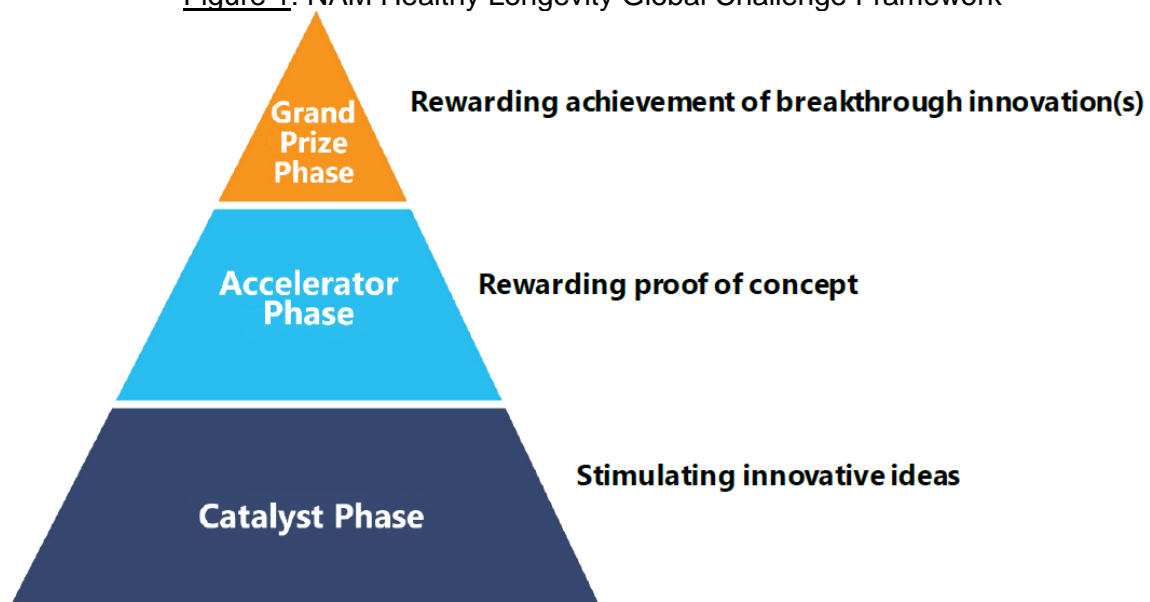 Figure 1: NAM Healthy Longevity Global Challenge Framework
Grand
Prize
Phase
Rewarding achievement of breakthrough innovation(s)
Accelerator
Phase
Rewarding proof of concept
Stimulating innovative ideas
Catalyst Phase